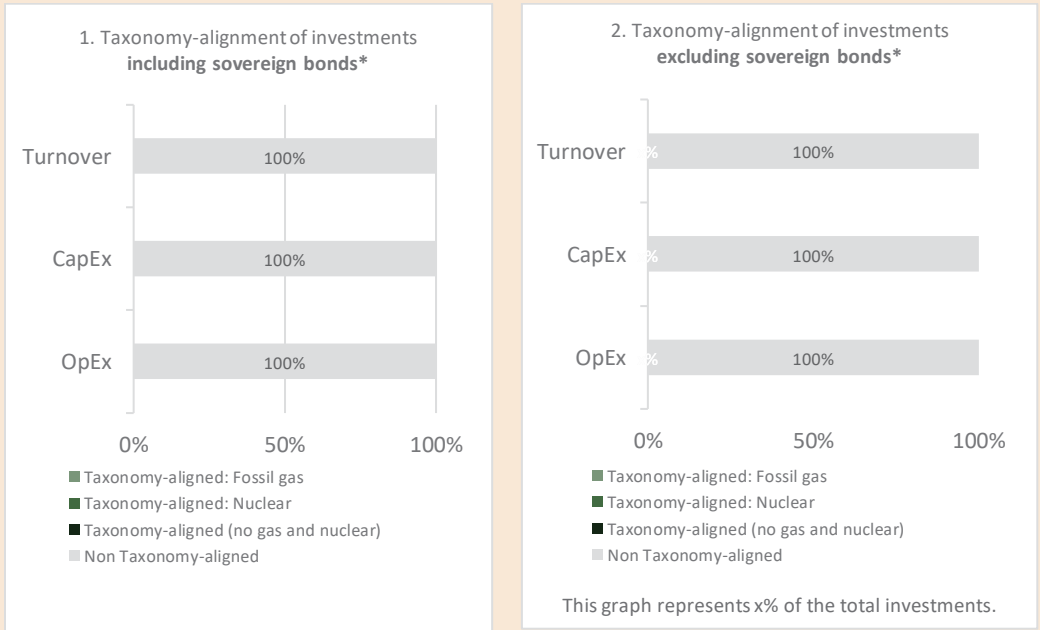 1. Taxonomy-alignment of investments
including sovereign bonds*
Turnover
100%
CapEx
100%
OpEx
100%
0%
50%
100%
Taxonomy-aligned: Fossil gas
Taxonomy-aligned: Nuclear
Taxonomy-aligned (no gas and nuclear)
Non Taxonomy-aligned
2. Taxonomy-alignment of investments
excluding sovereign bonds*
Turnover
%
100%
CapEx
%
100%
OpEx
%
100%
0%
50%
100%
Taxonomy-aligned: Fossil gas
Taxonomy-aligned: Nuclear
Taxonomy-aligned (no gas and nuclear)
Non Taxonomy-aligned
This graph represents x% of the total investments.